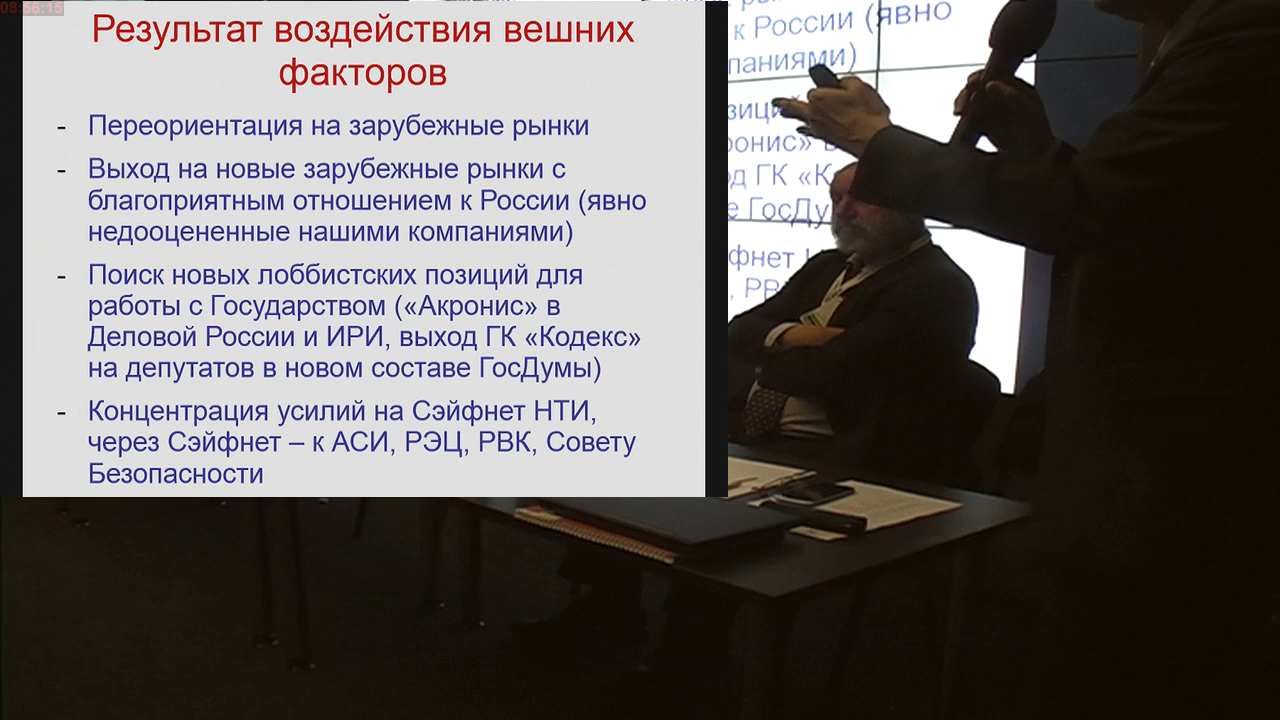 08:56:15
Результат воздействия вешних
факторов
- Переориентация на зарубежные рынки
- Выход на новые зарубежные рынки с
благоприятным отношением к России (явно
недооцененные нашими компаниями)
- Поиск новых лоббистских позиций для
работы с Государством («Акронис» в
Деловой России и ИРИ, выход ГК «Кодекс»
на депутатов в новом составе ГосДумы)
- Концентрация усилий на Сэйфнет НТИ,
через Сэйфнет – к АСИ, РЭЦ, РВК, Совету
Безопасности
к России (явно
паниями)
зиций
ронис» в
д ГК «К
е ГосДу
фнет
, РВ